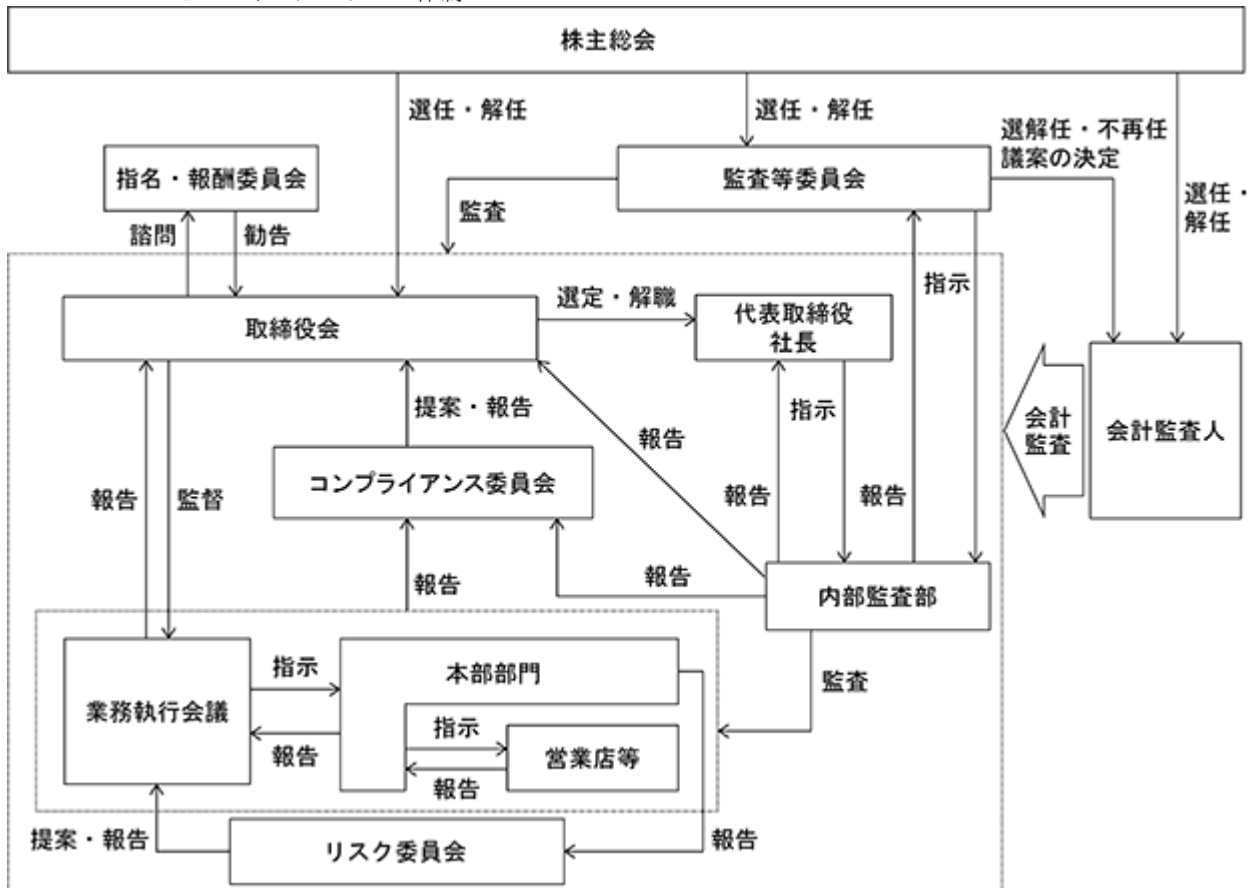 株主総会
選任・解任
選任・解任
選解任・不再任
議案の決定
選任・
解任
指名・報酬委員会
監査等委員会
諮問
勧告
監査
指示
取締役会
選定・解職
代表取締役
社長
提案・報告
報告
指示
会計
監査
会計監査人
コンプライアンス委員会
報告
監督
報告
報告
報告
報告
内部監査部
業務執行会議
指示
本部部門
監査
報告
指示
営業店等
報告
提案・報告
リスク委員会
報告